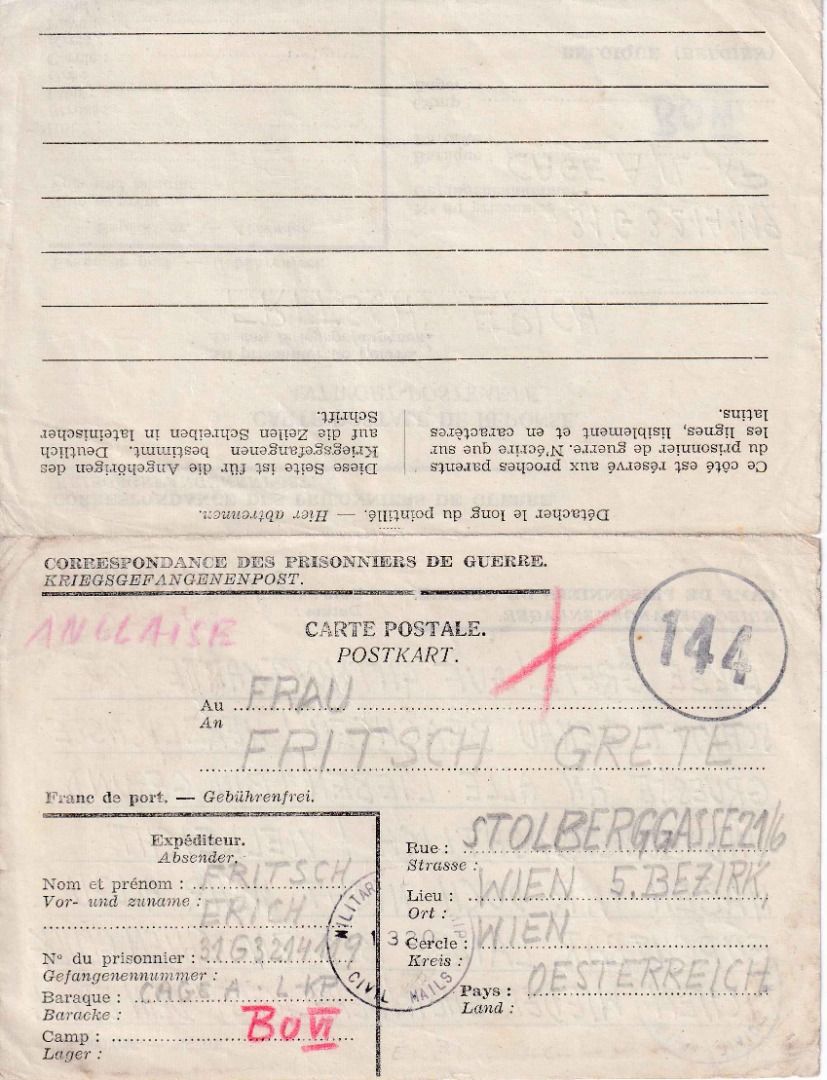 Détacher le long du pointillé. — Hier abtrennen.
Ce côté est réservé aux proches parents
du prisonnier de guerre. N'écrire que sur
les lignes, lisiblement et en caractères
latins.
Diese Seite ist für die Angehörigen des
Kriegsgefangenen bestimmt. Deutlich
auf die Zeilen Schreiben in lateinischer
Schrift.
CORRESPONDANCE DES PRISONNIERS DE GUERRE.
KRIEGSGEFANGENENPOST.
ANGLAISE
CARTE POSTALE.
POSTKART.
144
Au FRAU
An
FRITSCH GRETE
Franc de port. — Gebührenfrei.
Expéditeur.
Absender.
Nom et prénom : FRITSCH
Vor- und zuname :
ERICH
N° du prisonnier : 31G3214119
Gefangenennummer :
Baraque : CAGE A - L-KP
Baracke :
Camp : Bu VI
Lager :
CIVIL MAILS
Rue : STOLBERGGASSE 21/6
Strasse :
Lieu : WIEN 5. BEZIRK,
Ort :
Cercle : WIEN
Kreis :
Pays : OESTERREICH
Land :